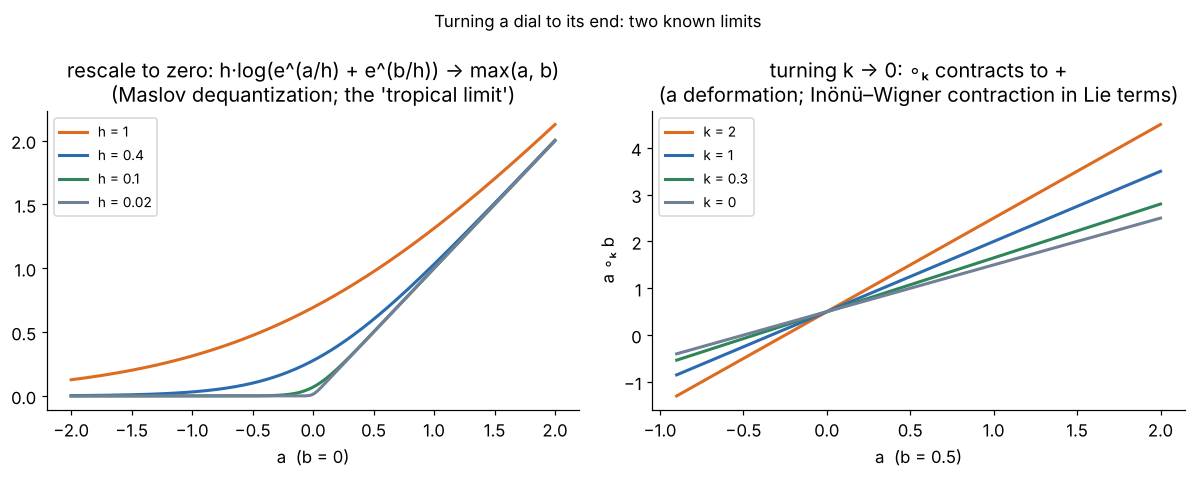 Turning a dial to its end: two known limits
rescale to zero: h·log(e^(a/h) + e^(b/h)) → max(a, b)
(Maslov dequantization; the 'tropical limit')
h = 1
h = 0.4
h = 0.1
h = 0.02
2.0
1.5
1.0
0.5
0.0
−2.0 −1.5 −1.0 −0.5 0.0 0.5 1.0 1.5 2.0
a (b = 0)
turning k → 0: ∘ₖ contracts to +
(a deformation; Inönü–Wigner contraction in Lie terms)
k = 2
k = 1
k = 0.3
k = 0
a ∘ₖ b
4
3
2
1
0
−1
−1.0 −0.5 0.0 0.5 1.0 1.5 2.0
a (b = 0.5)